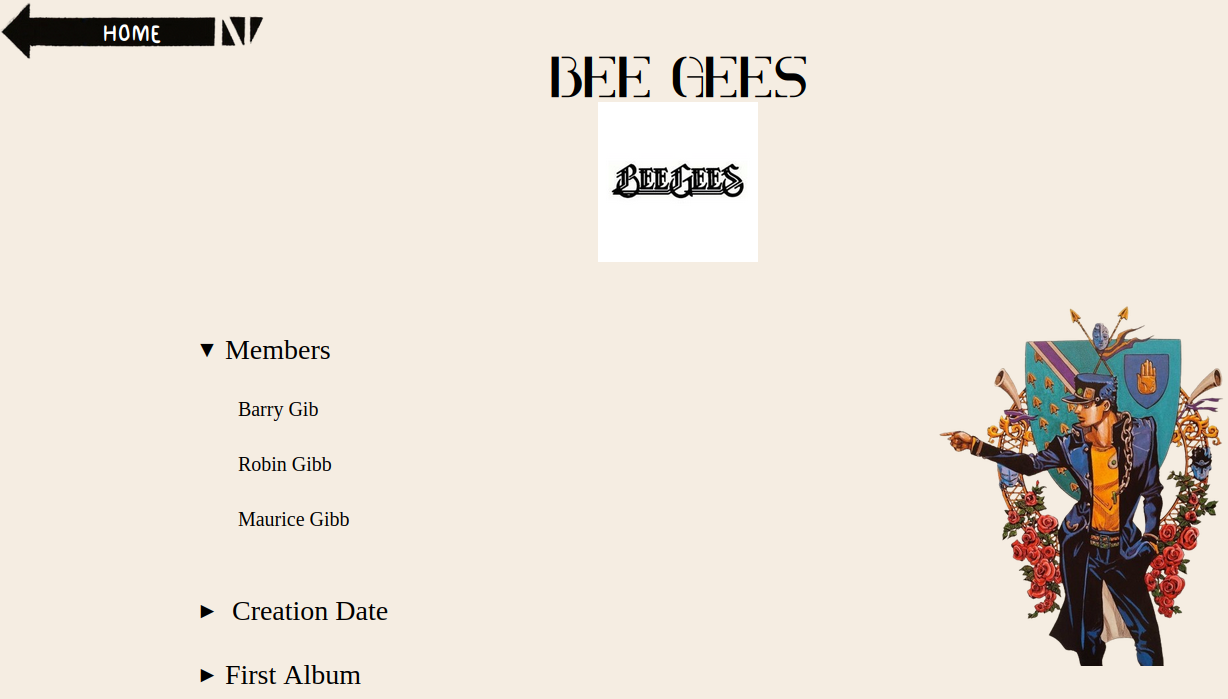 HOME
BEE GEES
BEE GEES
Members
Barry Gib
Robin Gibb
Maurice Gibb
Creation Date
First Album